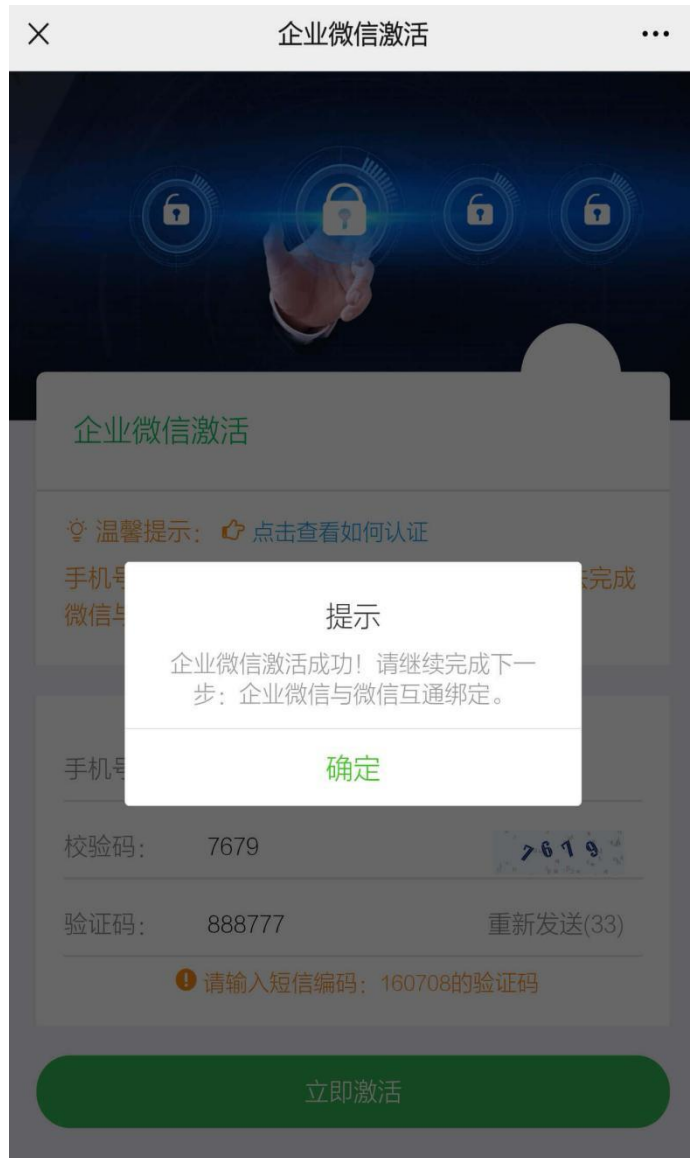 企业微信激活
企业微信激活
温馨提示： 点击查看如何认证
手机号 完成
微信与
提示
企业微信激活成功！请继续完成下一
步：企业微信与微信互通绑定。
确定
手机号
校验码： 7679 7679
验证码： 888777 重新发送(33)
请输入短信编码：160708的验证码
立即激活